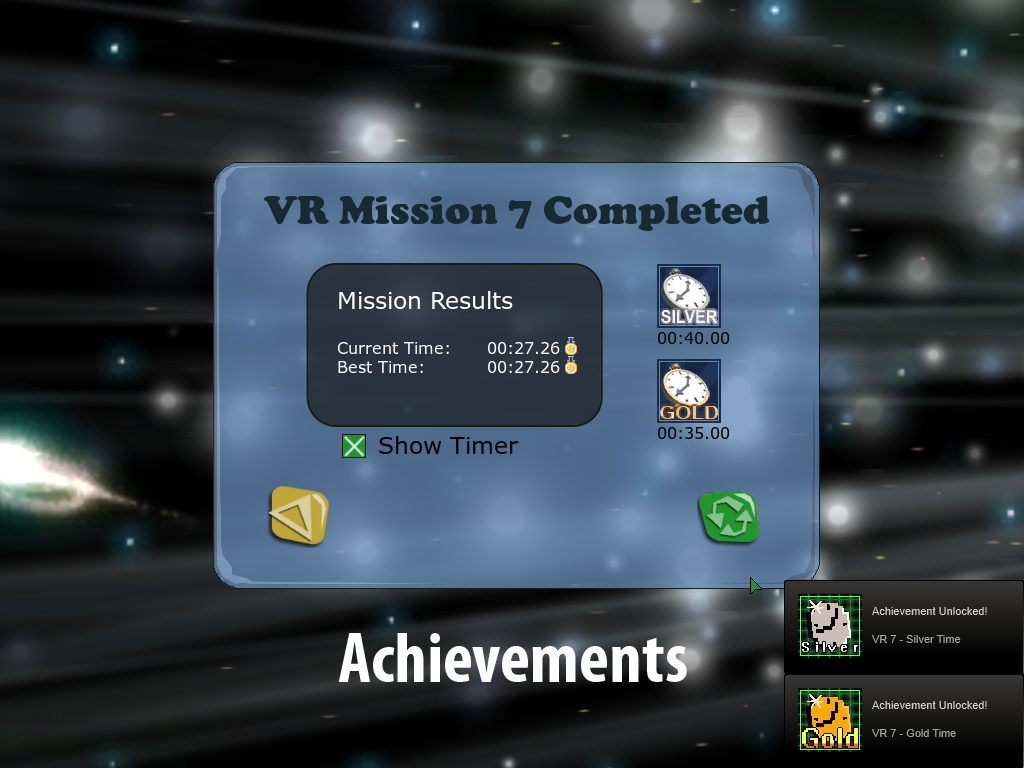 VR Mission 7 Completed
Mission Results
Current Time: 00:27.26
Best Time: 00:27.26
SILVER
00:40.00
GOLD
00:35.00
Show Timer
Achievements
Silver
Achievement Unlocked!
VR 7 - Silver Time
Gold
Achievement Unlocked!
VR 7 - Gold Time